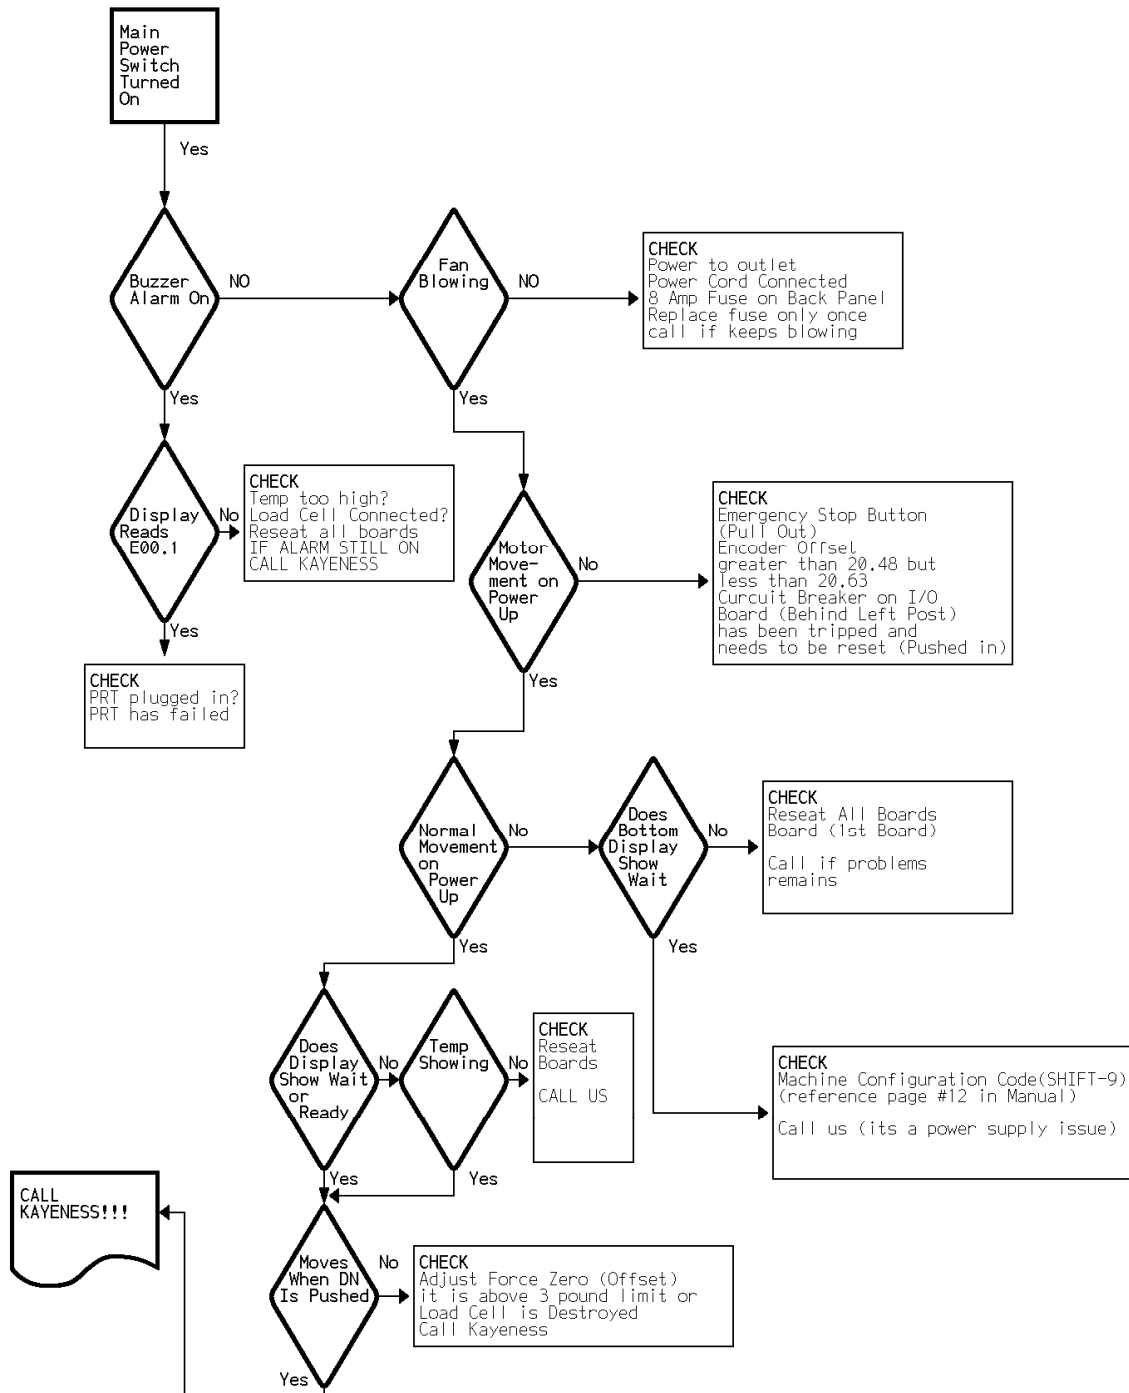 Main
Power
Switch
Turned
On
Yes
Buzzer
Alarm On
NO
Fan
Blowing
NO
CHECK
Power to outlet
Power Cord Connected
8 Amp Fuse on Back Panel
Replace fuse only once
call if keeps blowing
Yes
Yes
Display
Reads
E00.1
No
CHECK
Temp too high?
Load Cell Connected?
Reseat all boards
IF ALARM STILL ON
CALL KAYENESS
Motor
Move-
ment on
Power
Up
No
CHECK
Emergency Stop Button
(Pull Out)
Encoder Offset
greater than 20.48 but
less than 20.63
Curcuit Breaker on I/O
Board (Behind Left Post)
has been tripped and
needs to be reset (Pushed in)
Yes
CHECK
PRT plugged in?
PRT has failed
Yes
Normal
Movement
on
Power
Up
No
Does
Bottom
Display
Show
Wait
No
CHECK
Reseat All Boards
Board (1st Board)
Call if problems
remains
Yes
Yes
Does
Display
Show Wait
or
Ready
No
Temp
Showing
No
CHECK
Reseat
Boards
CALL US
CHECK
Machine Configuration Code(SHIFT-9)
(reference page #12 in Manual)
Call us (its a power supply issue)
Yes
Yes
CALL
KAYENESS!!!
Moves
When DN
Is Pushed
No
CHECK
Adjust Force Zero (Offset)
it is above 3 pound limit or
Load Cell is Destroyed
Call Kayeness
Yes